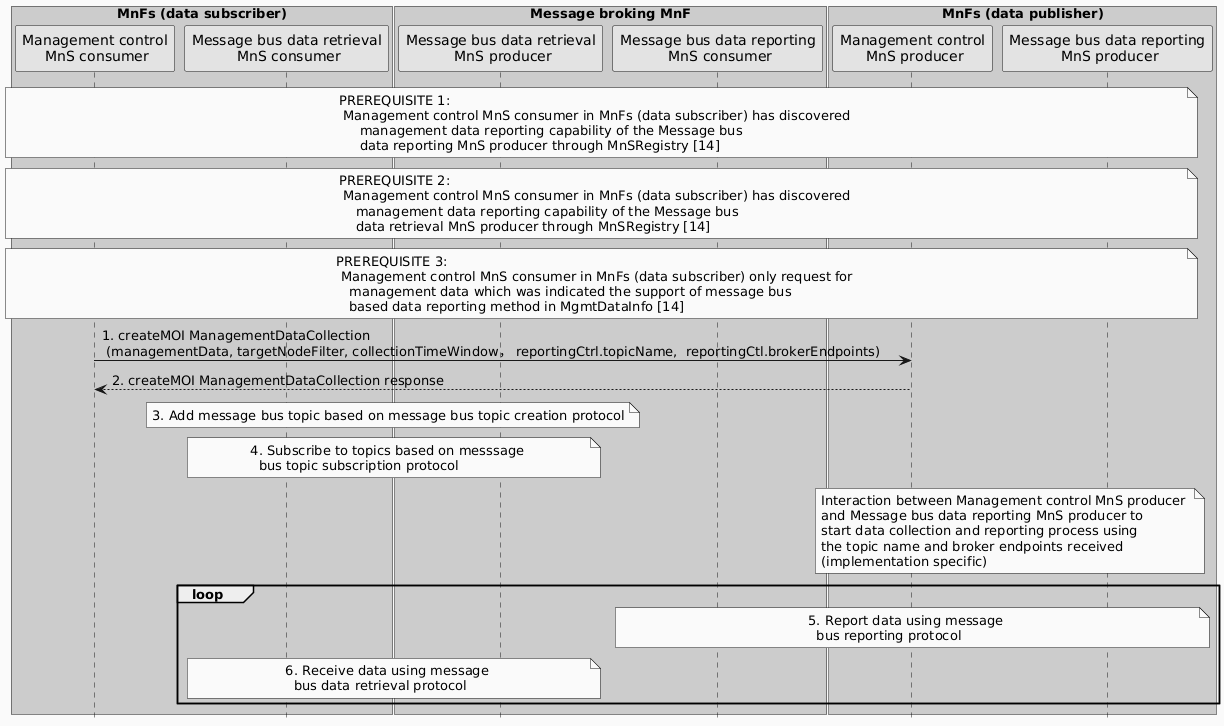 MnFs (data subscriber)
Message broking MnF
MnFs (data publisher)
Management control
MnS consumer
Message bus data retrieval
MnS consumer
Message bus data retrieval
MnS producer
Message bus data reporting
MnS consumer
Management control
MnS producer
Message bus data reporting
MnS producer
PREREQUISITE 1:
Management control MnS consumer in MnFs (data subscriber) has discovered
management data reporting capability of the Message bus
data reporting MnS producer through MnSRegistry [14]
PREREQUISITE 2:
Management control MnS consumer in MnFs (data subscriber) has discovered
management data reporting capability of the Message bus
data retrieval MnS producer through MnSRegistry [14]
PREREQUISITE 3:
Management control MnS consumer in MnFs (data subscriber) only request for
management data which was indicated the support of message bus
based data reporting method in MgmtDataInfo [14]
1. createMOI ManagementDataCollection
(managementData, targetNodeFilter, collectionTimeWindow， reportingCtrl.topicName, reportingCtl.brokerEndpoints)
2. createMOI ManagementDataCollection response
3. Add message bus topic based on message bus topic creation protocol
4. Subscribe to topics based on messsage
bus topic subscription protocol
Interaction between Management control MnS producer
and Message bus data reporting MnS producer to
start data collection and reporting process using
the topic name and broker endpoints received
(implementation specific)
loop
5. Report data using message
bus reporting protocol
6. Receive data using message
bus data retrieval protocol